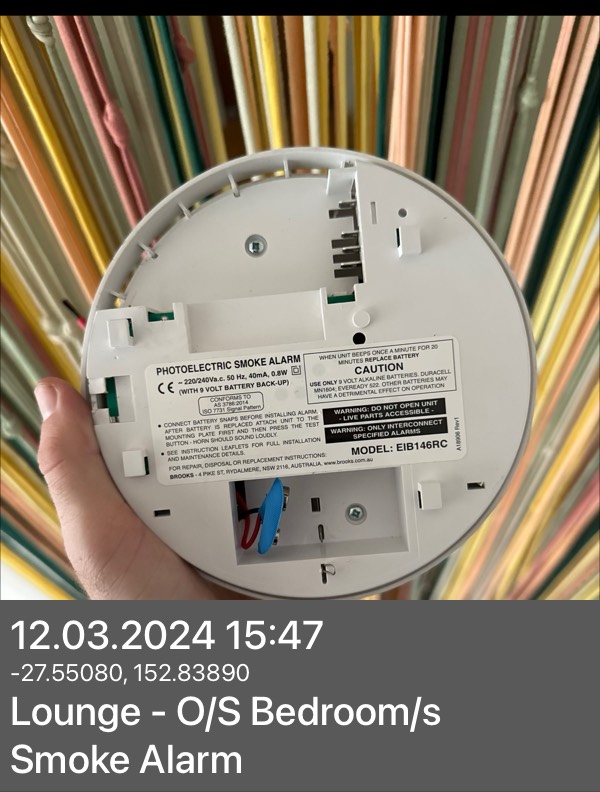 PHOTOELECTRIC SMOKE ALARM
CE ~ 220/240Va.c. 50 Hz, 40mA, 0.8W
(WITH 9 VOLT BATTERY BACK-UP)
CONFORMS TO
AS 3786:2014
ISO 7731 Signal Pattern
• CONNECT BATTERY SNAPS BEFORE INSTALLING ALARM.
AFTER BATTERY IS REPLACED ATTACH UNIT TO THE
MOUNTING PLATE FIRST AND THEN PRESS THE TEST
BUTTON - HORN SHOULD SOUND LOUDLY.
• SEE INSTRUCTION LEAFLETS FOR FULL INSTALLATION
AND MAINTENANCE DETAILS.
FOR REPAIR, DISPOSAL OR REPLACEMENT INSTRUCTIONS:
BROOKS - 4 PIKE ST, RYDALMERE, NSW 2116, AUSTRALIA. www.brooks.com.au
WHEN UNIT BEEPS ONCE A MINUTE FOR 20
MINUTES REPLACE BATTERY
CAUTION
USE ONLY 9 VOLT ALKALINE BATTERIES. DURACELL
MN1604; EVEREADY 522. OTHER BATTERIES MAY
HAVE A DETRIMENTAL EFFECT ON OPERATION
WARNING: DO NOT OPEN UNIT
- LIVE PARTS ACCESSIBLE -
WARNING: ONLY INTERCONNECT
SPECIFIED ALARMS
MODEL: EIB146RC
A18906 Rev1
12.03.2024 15:47
-27.55080, 152.83890
Lounge - O/S Bedroom/s
Smoke Alarm